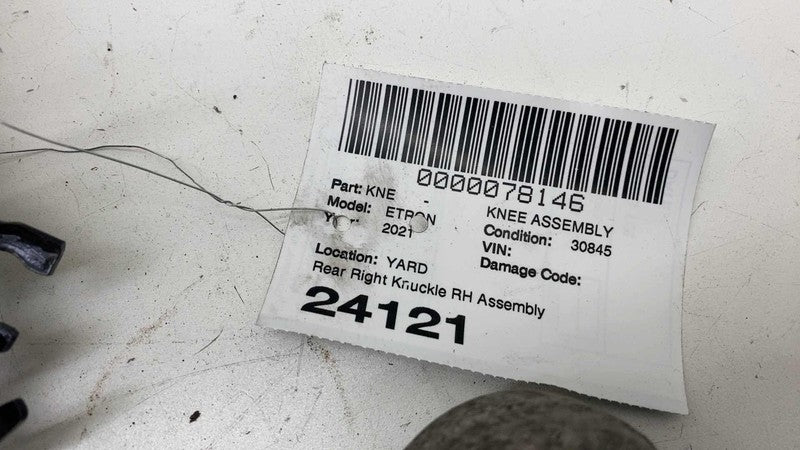 0000078146
Part: KNE - KNEE ASSEMBLY
Model: ETRON Condition: 30845
Year: 2021 VIN:
Damage Code:
Location: YARD
Rear Right Knuckle RH Assembly
24121